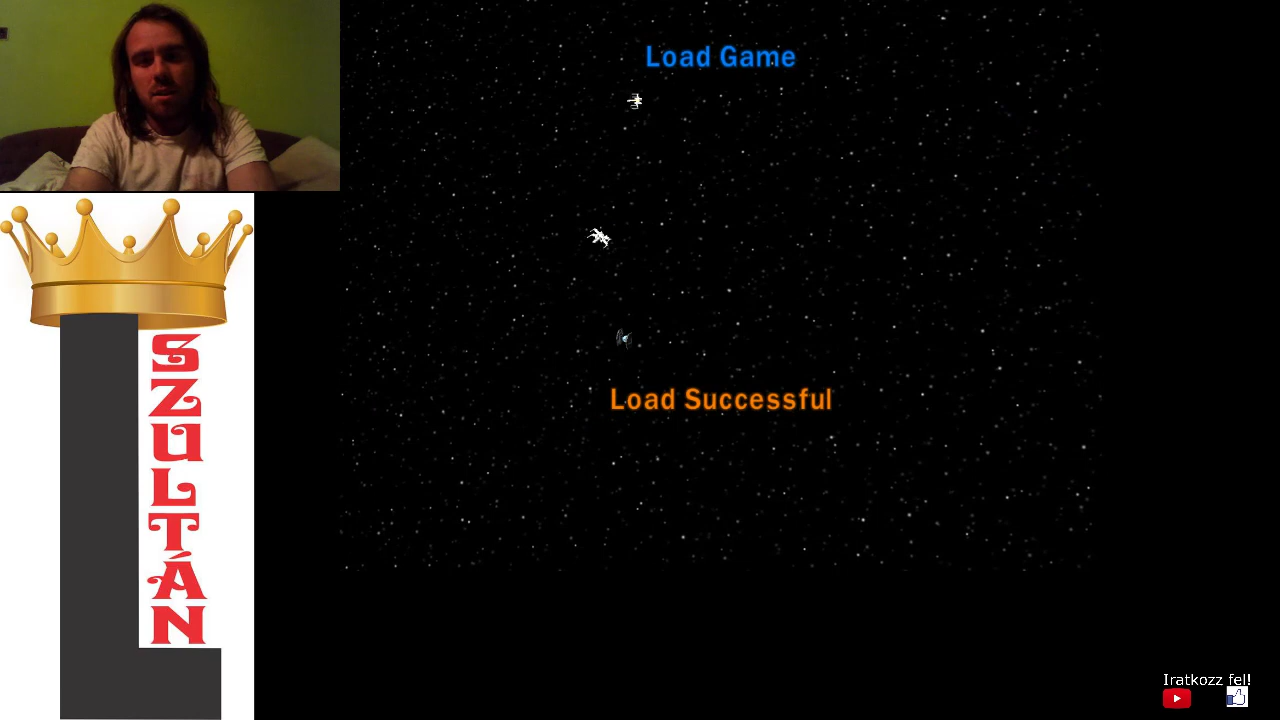 Load Game
Load Successful
L
SZULTÁN
Iratkozz fel!